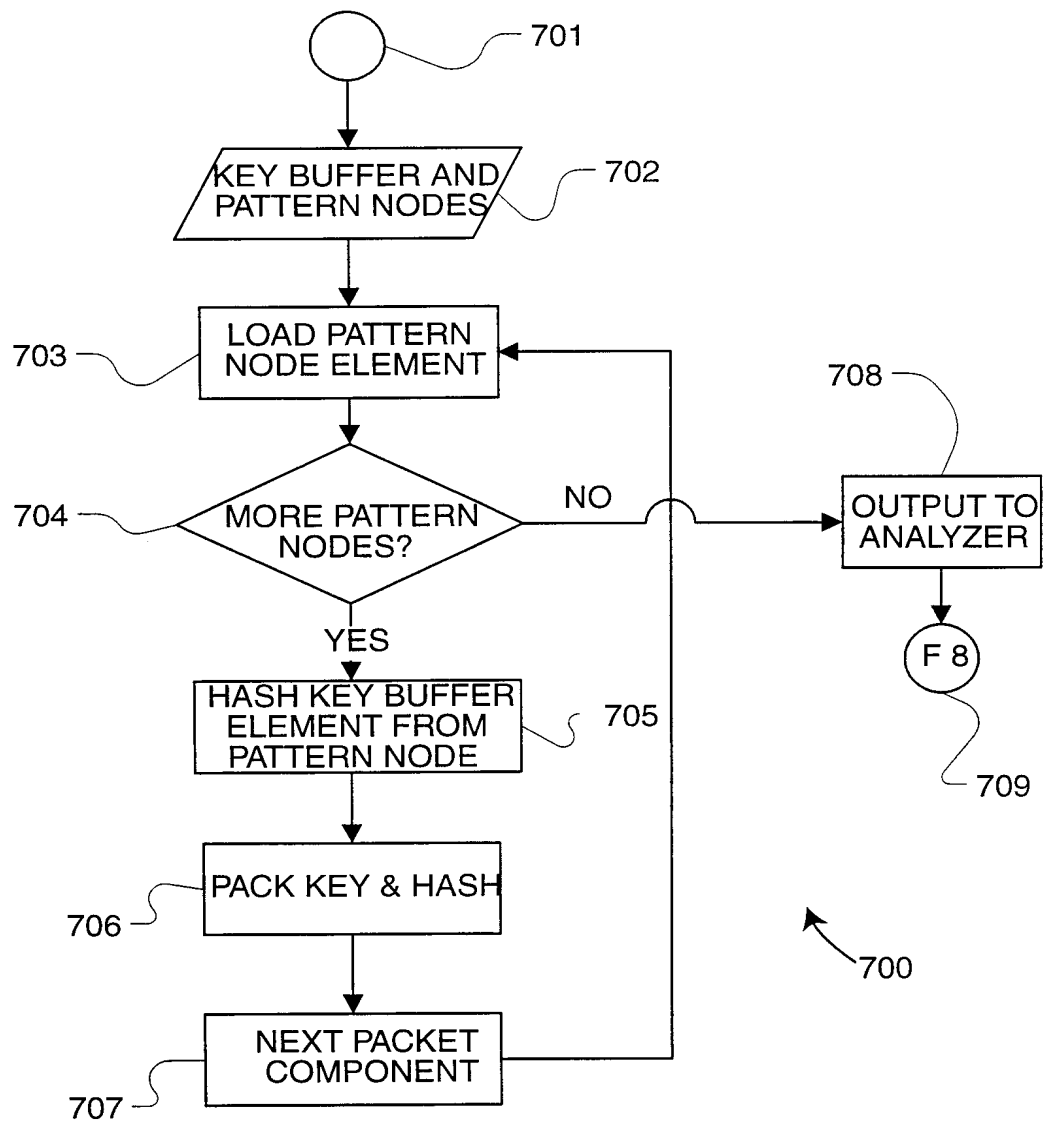 701
KEY BUFFER AND
PATTERN NODES
702
LOAD PATTERN
NODE ELEMENT
703
708
704
MORE PATTERN
NODES?
NO
OUTPUT TO
ANALYZER
YES
F 8
HASH KEY BUFFER
ELEMENT FROM
PATTERN NODE
705
709
PACK KEY & HASH
706
700
NEXT PACKET
COMPONENT
707